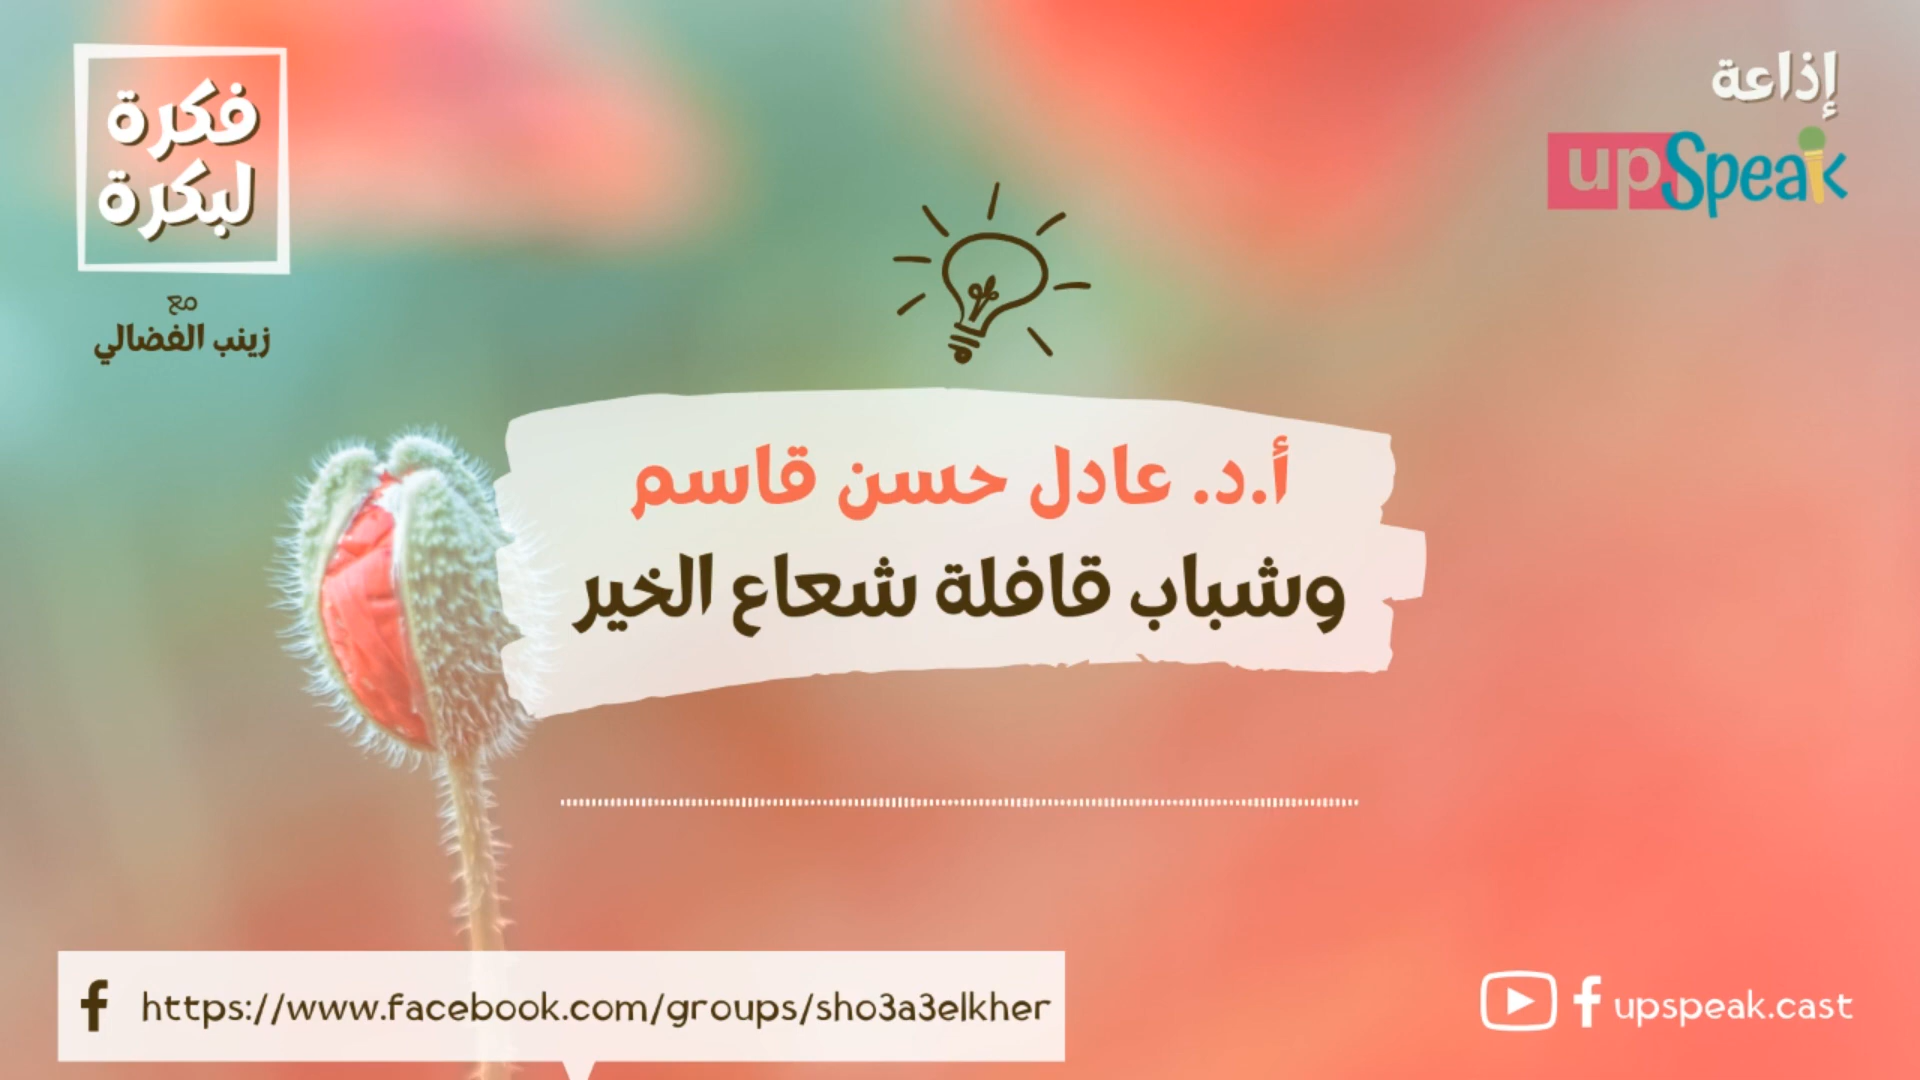 فكرة
لبكرة
مع
زينب الفضالي
إذاعة
upSpeak
أ.د. عادل حسن قاسم
وشباب قافلة شعاع الخير
https://www.facebook.com/groups/sho3a3elkher
upspeak.cast